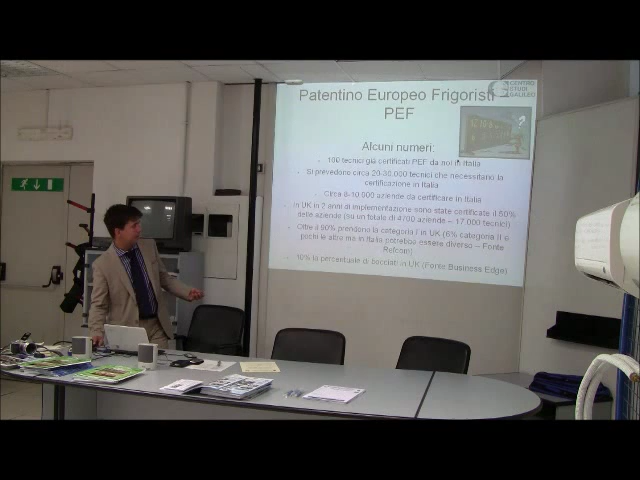 Patentino Europeo Frigoristi
PEF
CENTRO
STUDI
GALILEO
Alcuni numeri:
100 tecnici già certificati PEF da noi in Italia
Si prevedono circa 20-30.000 tecnici che necessitano la
certificazione in Italia
Circa 8-10.000 aziende da certificare in Italia
In UK in 2 anni di implementazione sono state certificate il 50%
delle aziende (su un totale di 4700 aziende – 17.000 tecnici)
Oltre il 90% prendono la categoria I in UK (6% categoria II e
pochi le altre ma in Italia potrebbe essere diverso – Fonte
Refcom)
10% la percentuale di bocciati in UK (Fonte Business Edge)